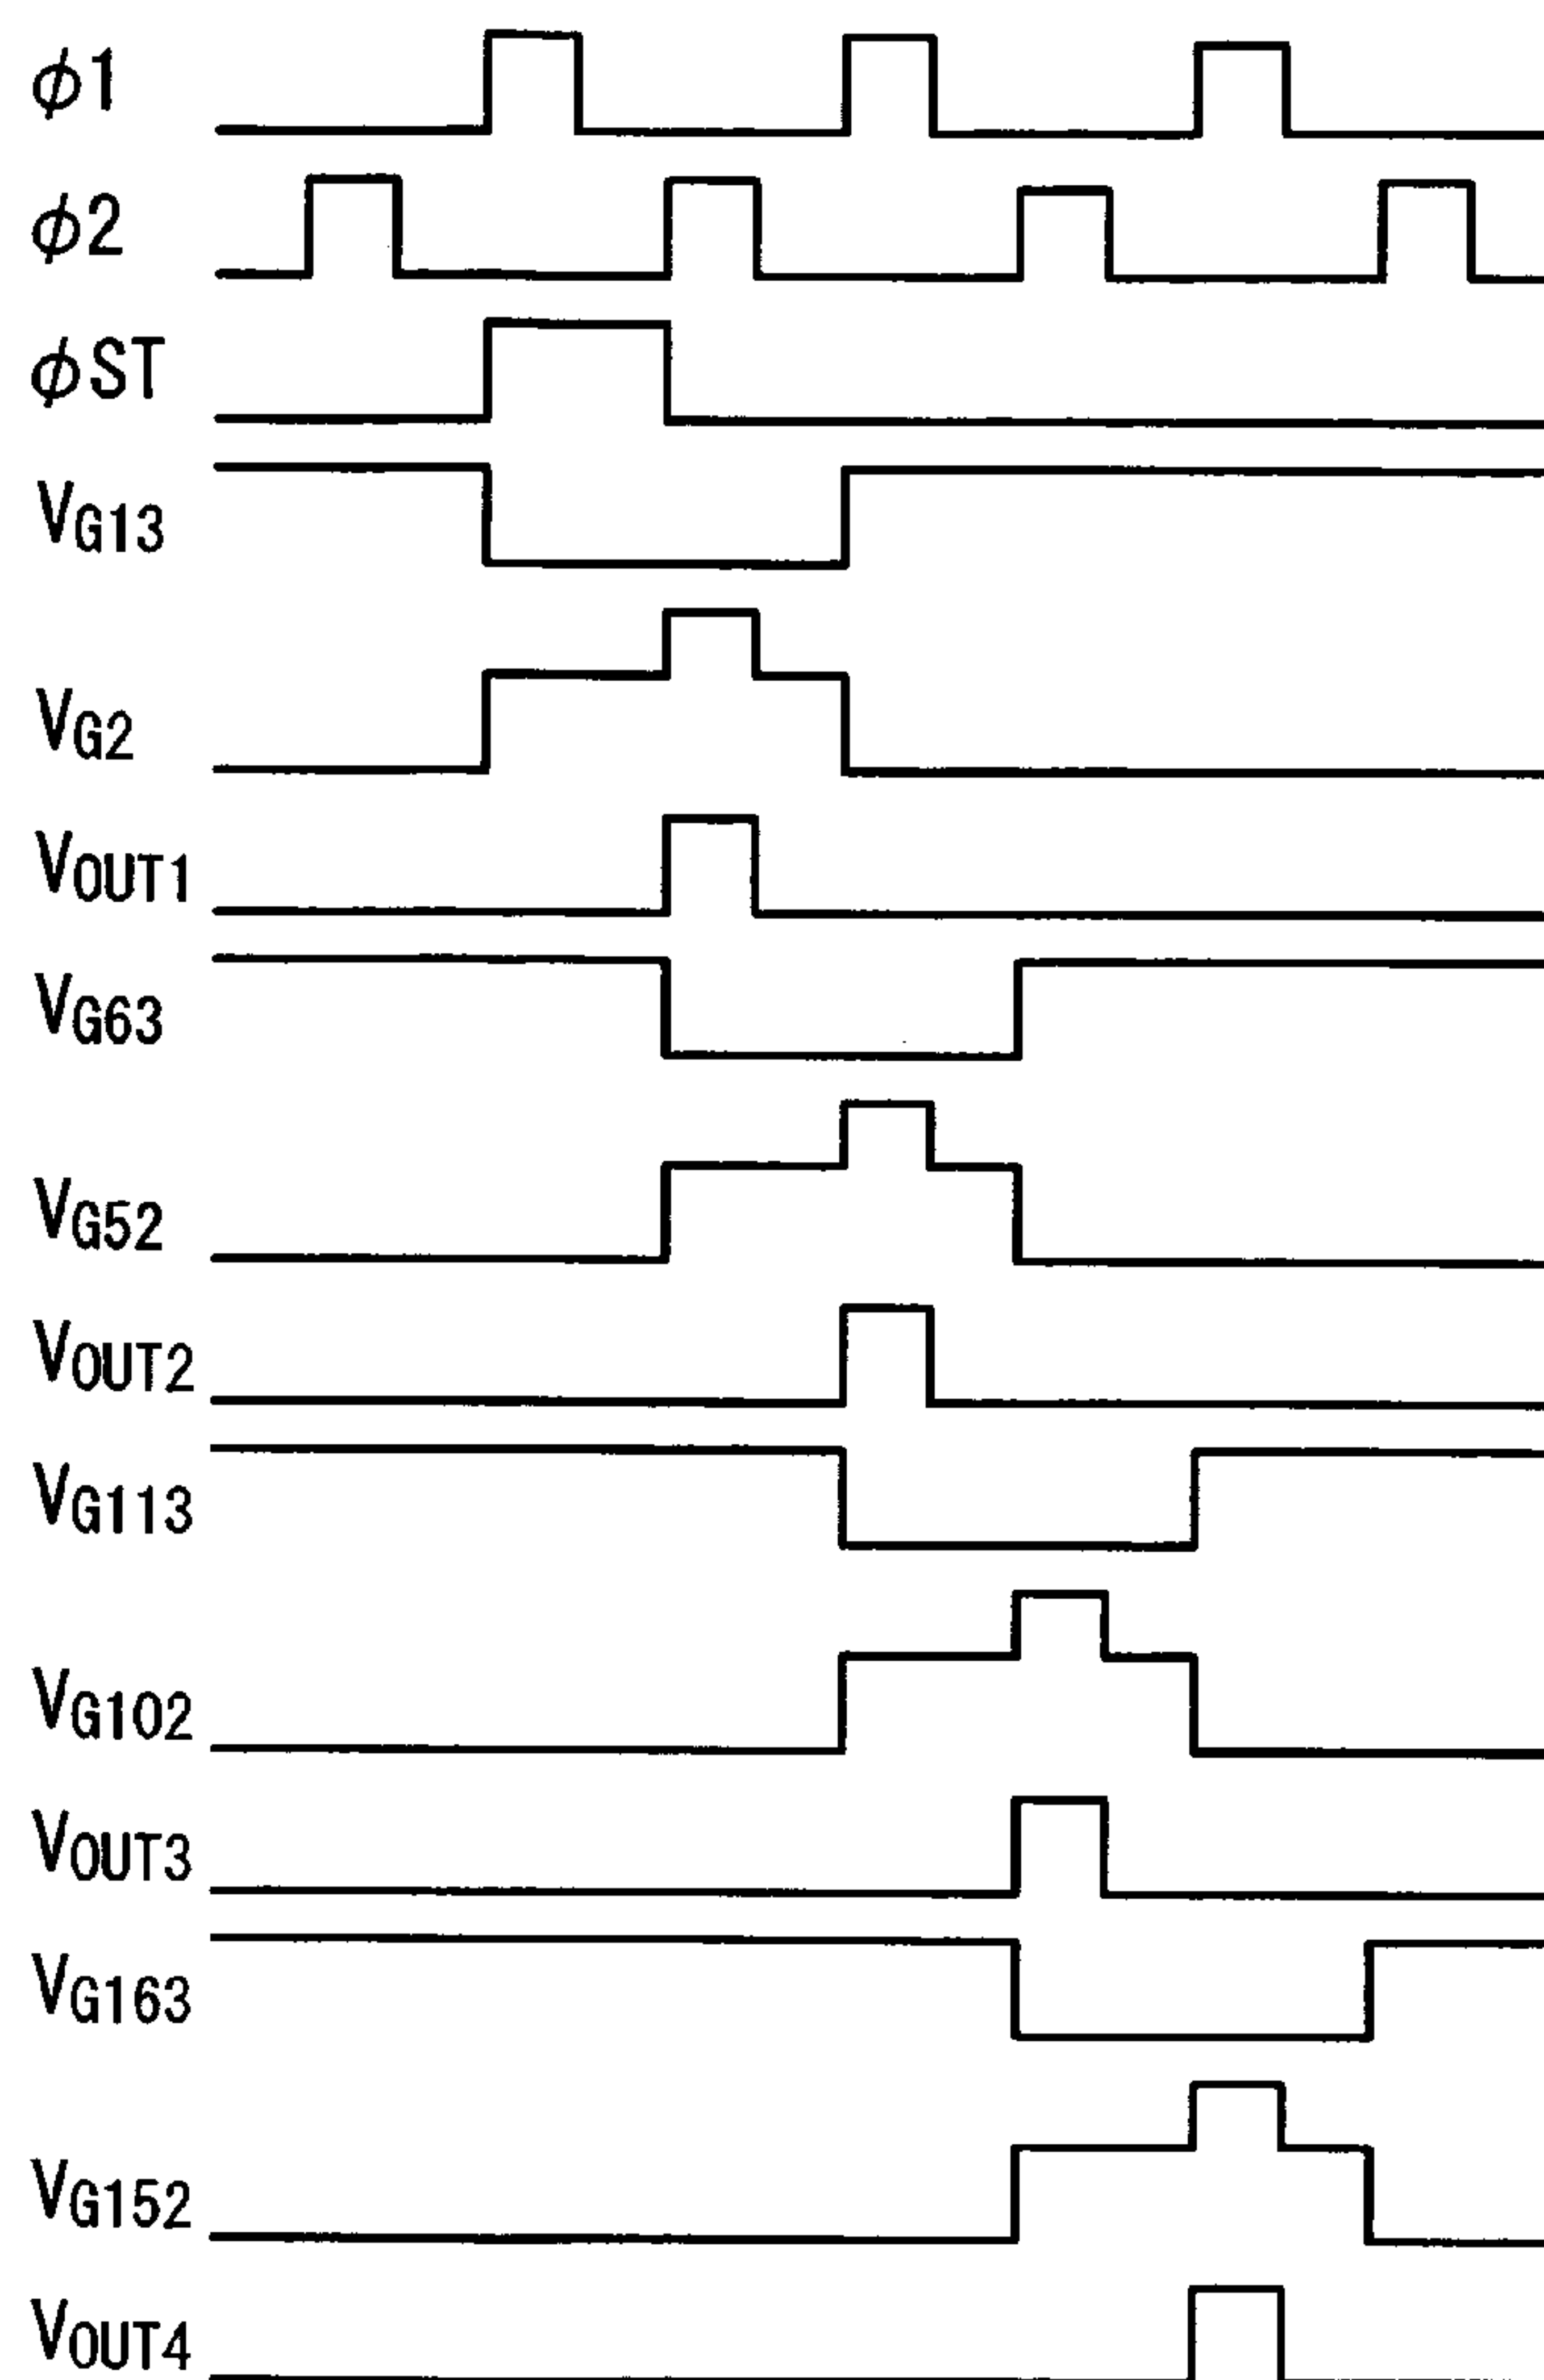 ϕ1
ϕ2
ϕST
VG13
VG2
VOUT1
VG63
VG52
VOUT2
VG113
VG102
VOUT3
VG163
VG152
VOUT4